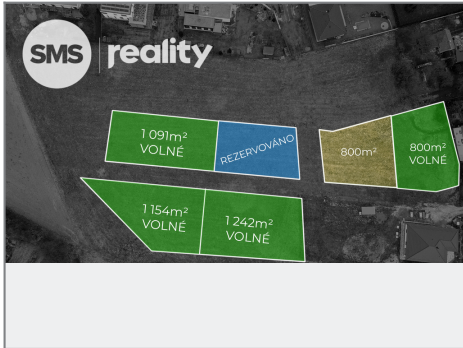 SMS reality
1 091m²
VOLNÉ
REZERVOVÁNO
800m²
800m²
VOLNÉ
1 154m²
VOLNÉ
1 242m²
VOLNÉ